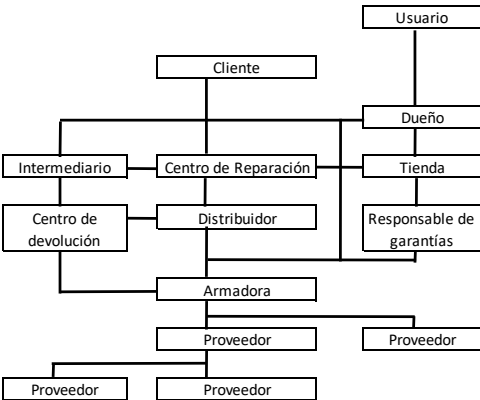 Usuario
Cliente
Dueño
Intermediario
Centro de Reparación
Tienda
Centro de
devolución
Distribuidor
Responsable de
garantías
Armadora
Proveedor
Proveedor
Proveedor
Proveedor